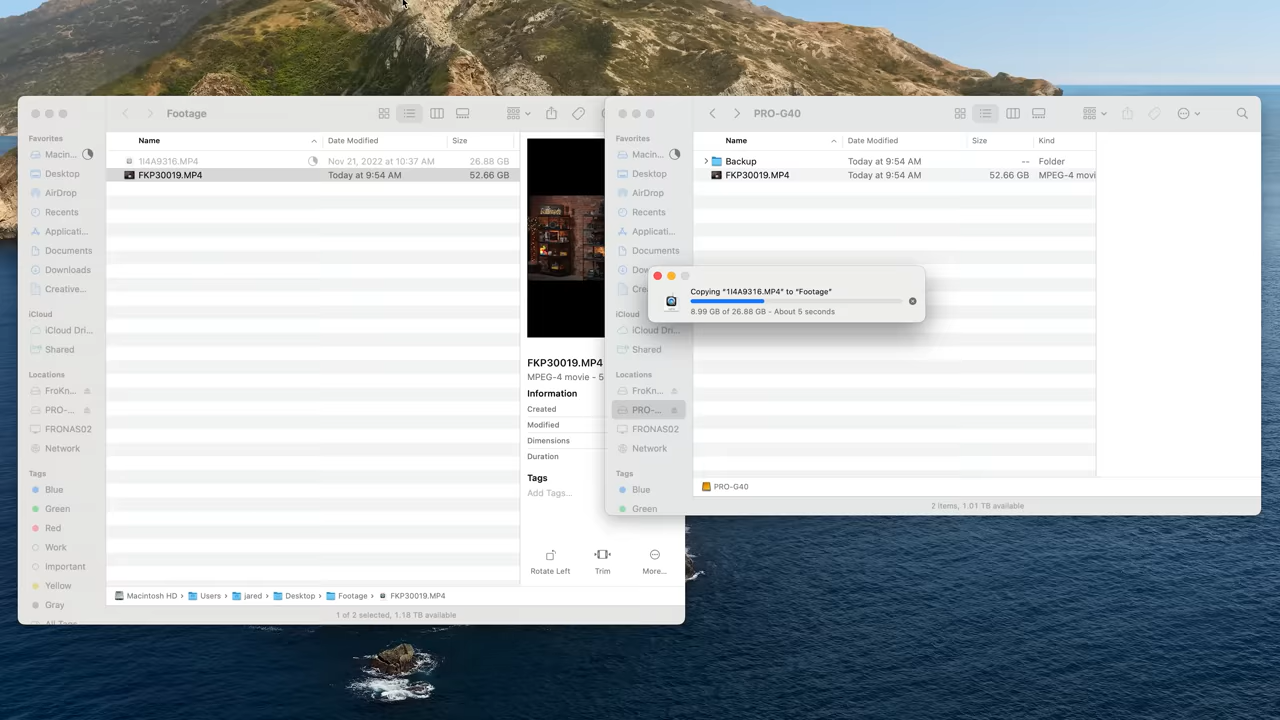 Footage
Favorites
Macin...
Desktop
AirDrop
Recents
Applicati...
Documents
Downloads
Creative...
iCloud
iCloud Dri...
Shared
Locations
FroKn...
PRO-...
FRONAS02
Network
Tags
Blue
Green
Red
Work
Important
Yellow
Gray
Name Date Modified Size
1I4A9316.MP4 Nov 21, 2022 at 10:37 AM 26.88 GB
FKP30019.MP4 Today at 9:54 AM 52.66 GB
FKP30019.MP4
MPEG-4 movie - 5
Information
Created
Modified
Dimensions
Duration
Tags
Add Tags...
Rotate Left Trim More...
Macintosh HD › Users › jared › Desktop › Footage › FKP30019.MP4
1 of 2 selected, 1.18 TB available
PRO-G40
Favorites
Macin...
Desktop
AirDrop
Recents
Applicati...
Documents
iCloud
iCloud Dri...
Shared
Locations
FroKn...
PRO-...
FRONAS02
Network
Tags
Blue
Green
Name Date Modified Size Kind
Backup Today at 9:54 AM -- Folder
FKP30019.MP4 Today at 9:54 AM 52.66 GB MPEG-4 movi
Copying "1I4A9316.MP4" to "Footage"
8.99 GB of 26.88 GB - About 5 seconds
PRO-G40
2 items, 1.01 TB available